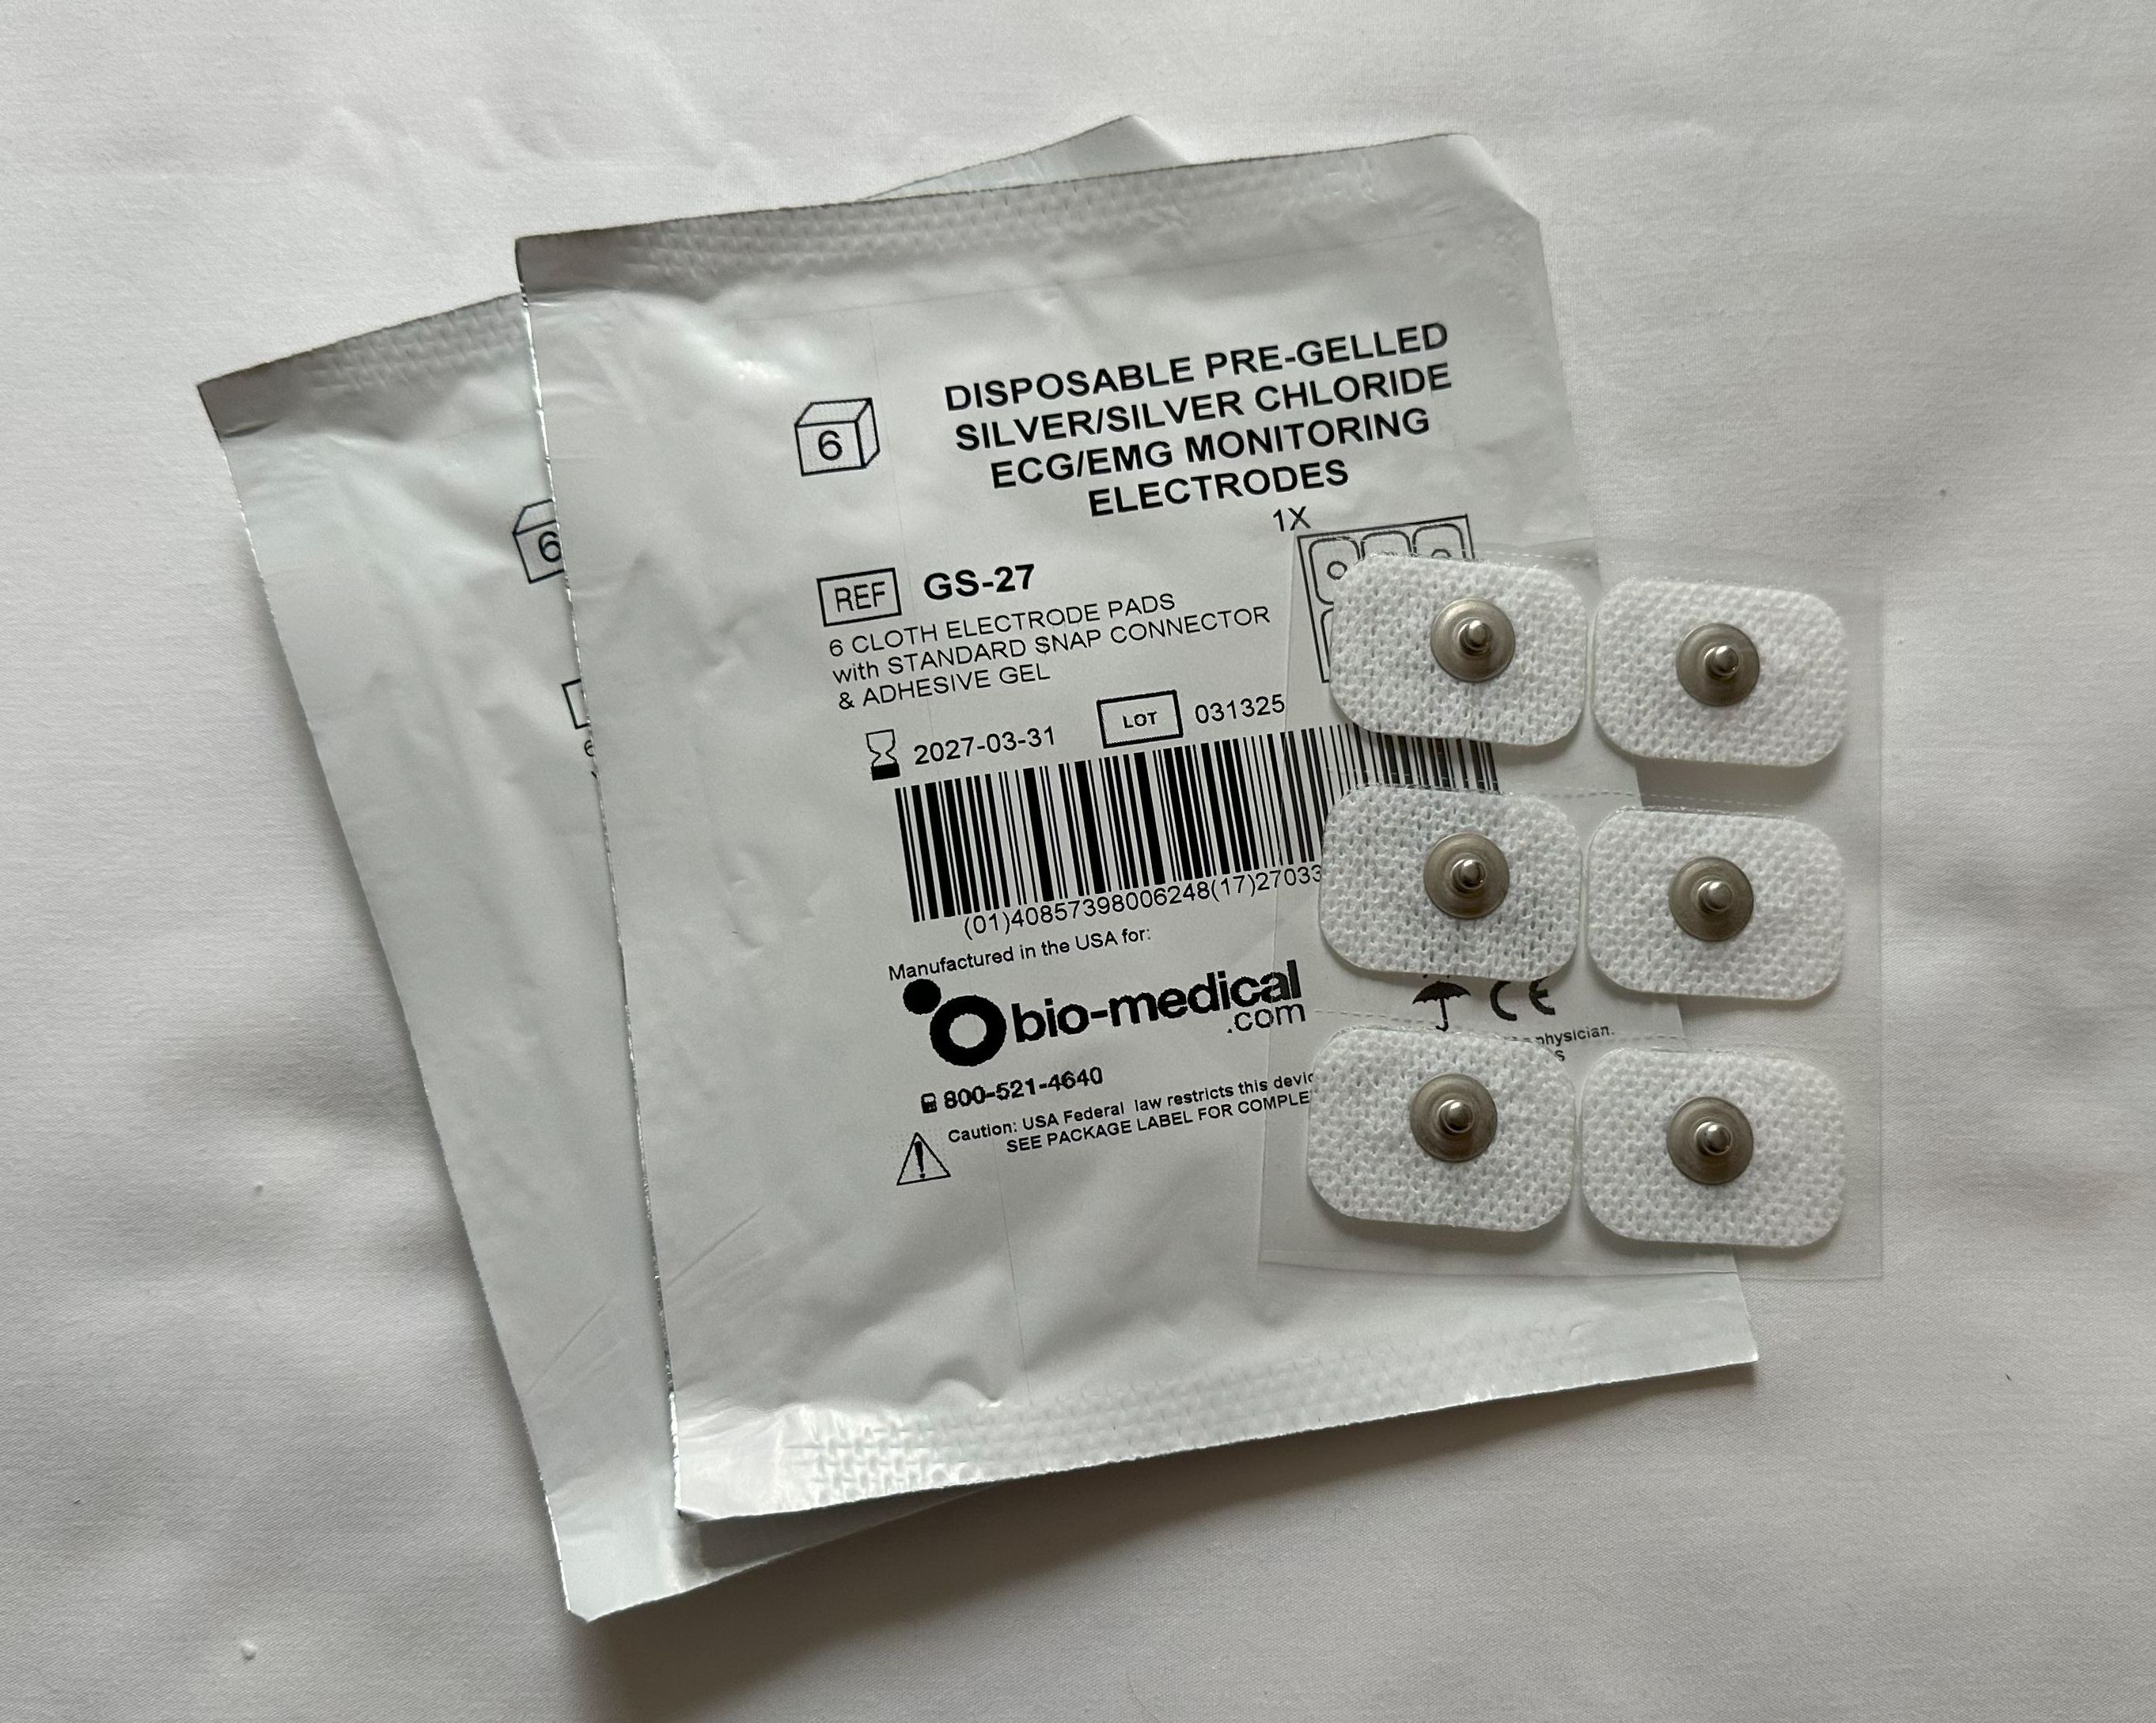 6
DISPOSABLE PRE-GELLED
SILVER/SILVER CHLORIDE
ECG/EMG MONITORING
ELECTRODES
1X
REF GS-27
6 CLOTH ELECTRODE PADS
with STANDARD SNAP CONNECTOR
& ADHESIVE GEL
2027-03-31 LOT 031325
(01)40857398006248(17)27033
Manufactured in the USA for:
bio-medical
.com
CE
800-521-4640
Caution: USA Federal law restricts this physician.
SEE PACKAGE LABEL FOR
6
6